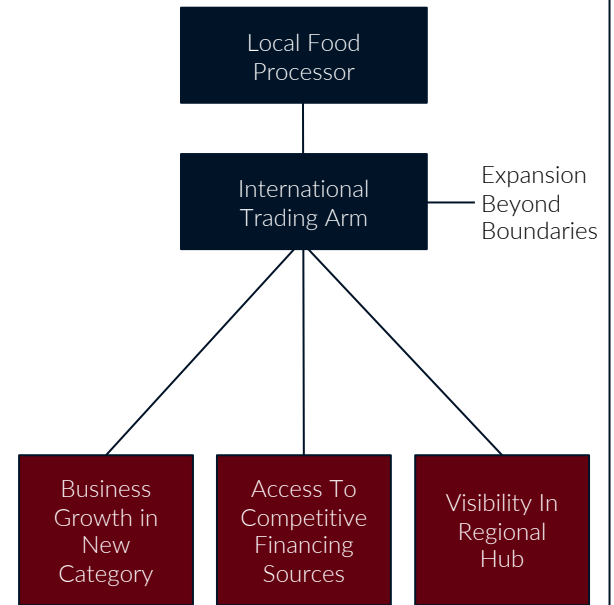 Local Food
Processor
International
Trading Arm
Expansion
Beyond
Boundaries
Business
Growth in
New
Category
Access To
Competitive
Financing
Sources
Visibility In
Regional
Hub